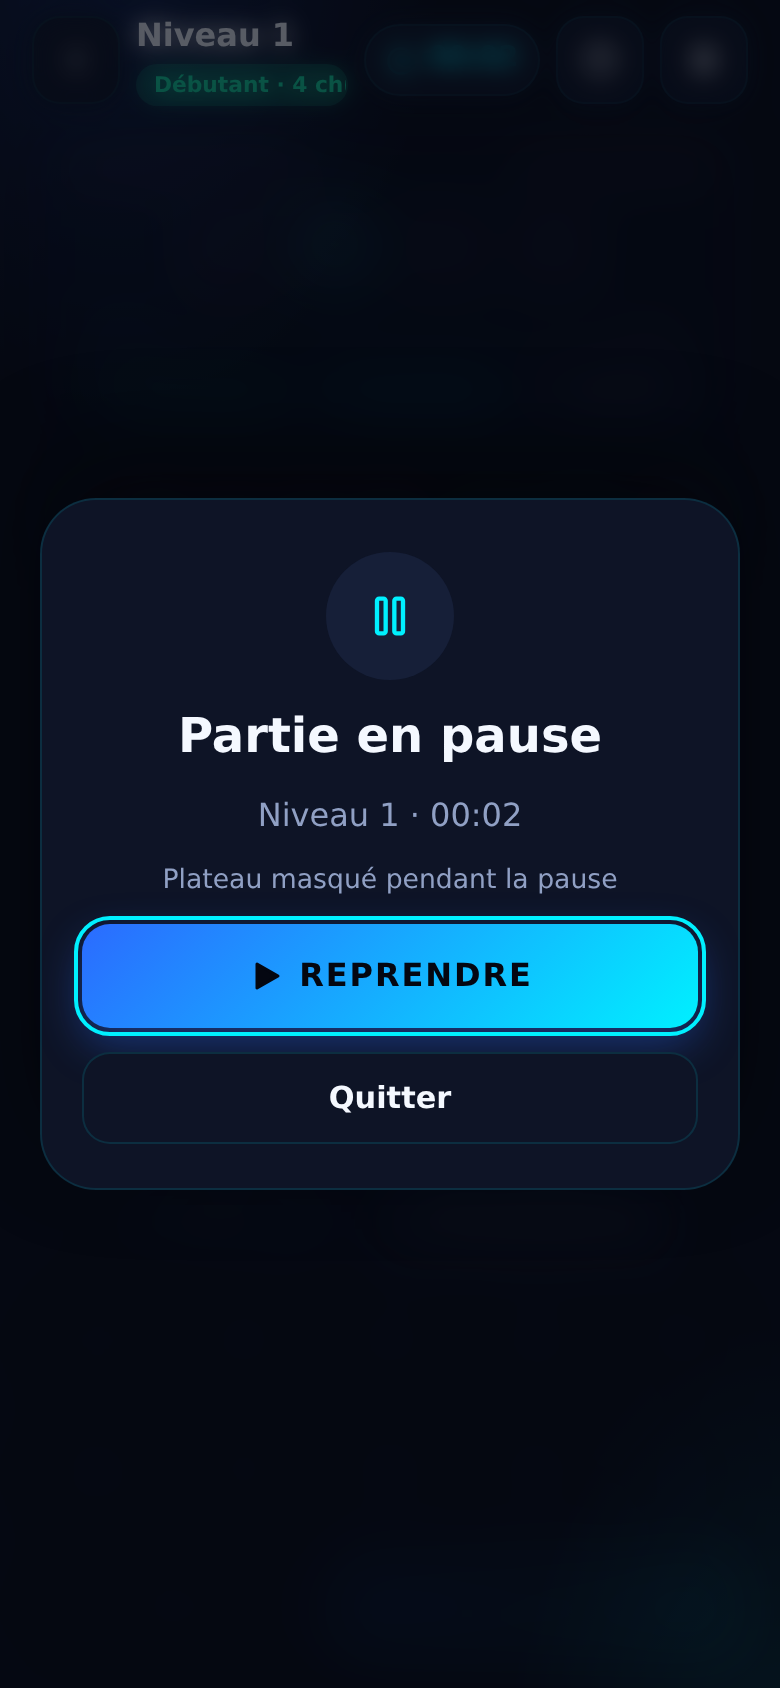 Niveau 1
Débutant · 4 ch
Partie en pause
Niveau 1 · 00:02
Plateau masqué pendant la pause
REPRENDRE
Quitter